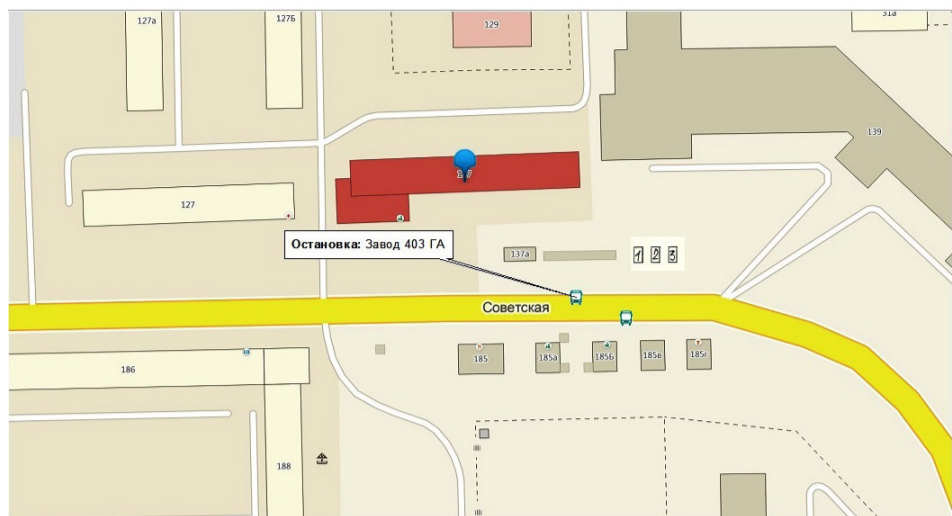 127а
127Б
129
31а
139
127
137
Остановка: Завод 403 ГА
137а
1 2 3
Советская
185
185а
185Б
185в
185г
186
188